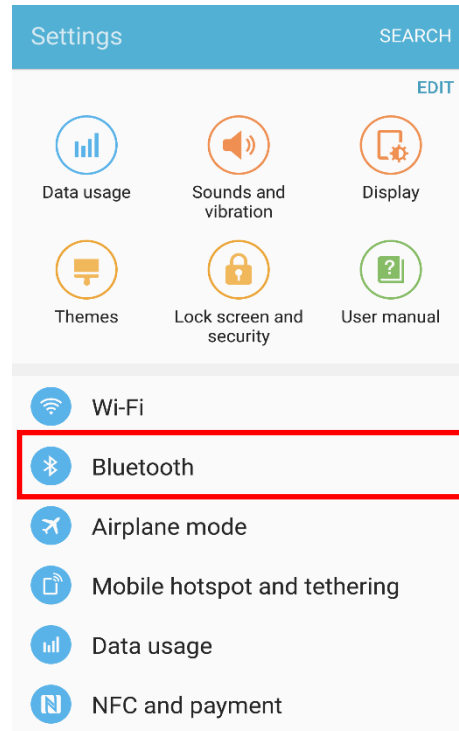 Settings SEARCH
EDIT
Data usage Sounds and Display
vibration
Themes Lock screen and User manual
security
Wi-Fi
Bluetooth
Airplane mode
Mobile hotspot and tethering
Data usage
NFC and payment